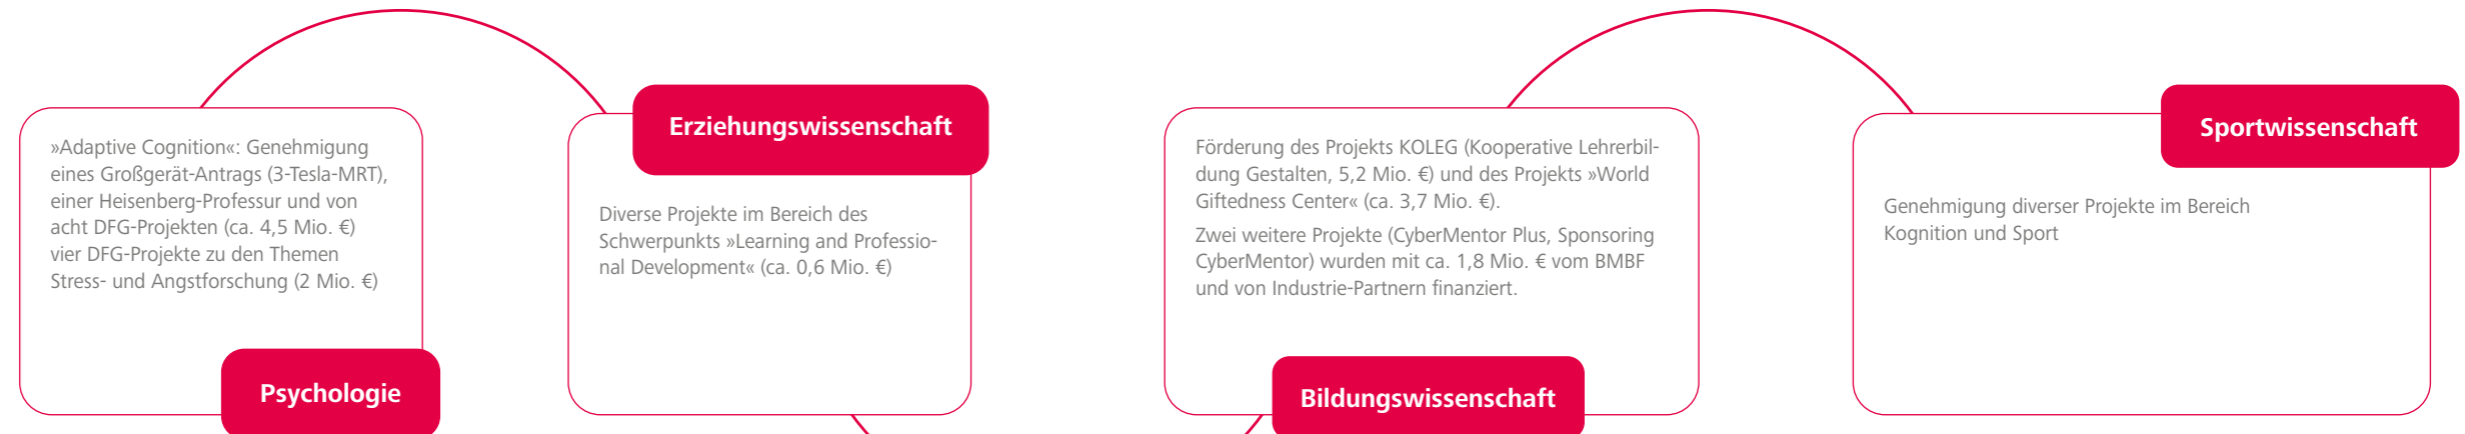 »Adaptive Cognition«: Genehmigung
eines Großgerät-Antrags (3-Tesla-MRT),
einer Heisenberg-Professur und von
acht DFG-Projekten (ca. 4,5 Mio. €)
vier DFG-Projekte zu den Themen
Stress- und Angstforschung (2 Mio. €)
Psychologie
Erziehungswissenschaft
Diverse Projekte im Bereich des
Schwerpunkts »Learning and Professio-
nal Development« (ca. 0,6 Mio. €)
Förderung des Projekts KOLEG (Kooperative Lehrerbil-
dung Gestalten, 5,2 Mio. €) und des Projekts »World
Giftedness Center« (ca. 3,7 Mio. €).
Zwei weitere Projekte (CyberMentor Plus, Sponsoring
CyberMentor) wurden mit ca. 1,8 Mio. € vom BMBF
und von Industrie-Partnern finanziert.
Bildungswissenschaft
Sportwissenschaft
Genehmigung diverser Projekte im Bereich
Kognition und Sport